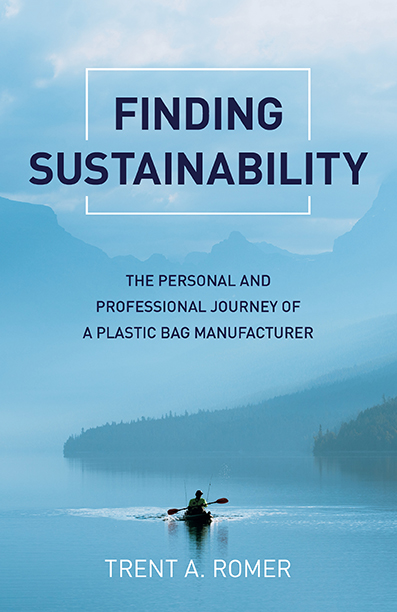 FINDING
SUSTAINABILITY
THE PERSONAL AND
PROFESSIONAL JOURNEY OF
A PLASTIC BAG MANUFACTURER
TRENT A. ROMER